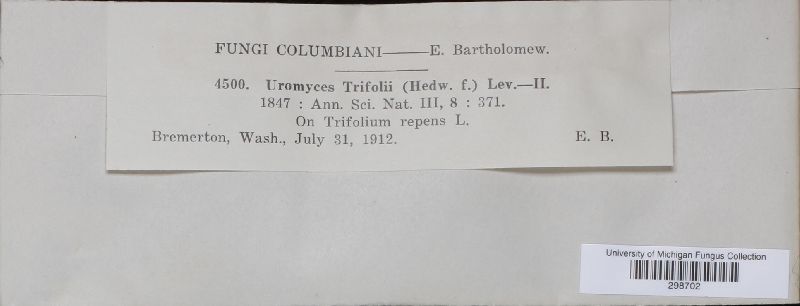 FUNGI COLUMBIANI——E. Bartholomew.
4500. Uromyces Trifolii (Hedw. f.) Lev.—II.
1847 : Ann. Sci. Nat. III, 8 : 371.
On Trifolium repens L.
Bremerton, Wash., July 31, 1912. E. B.
University of Michigan Fungus Collection
298702